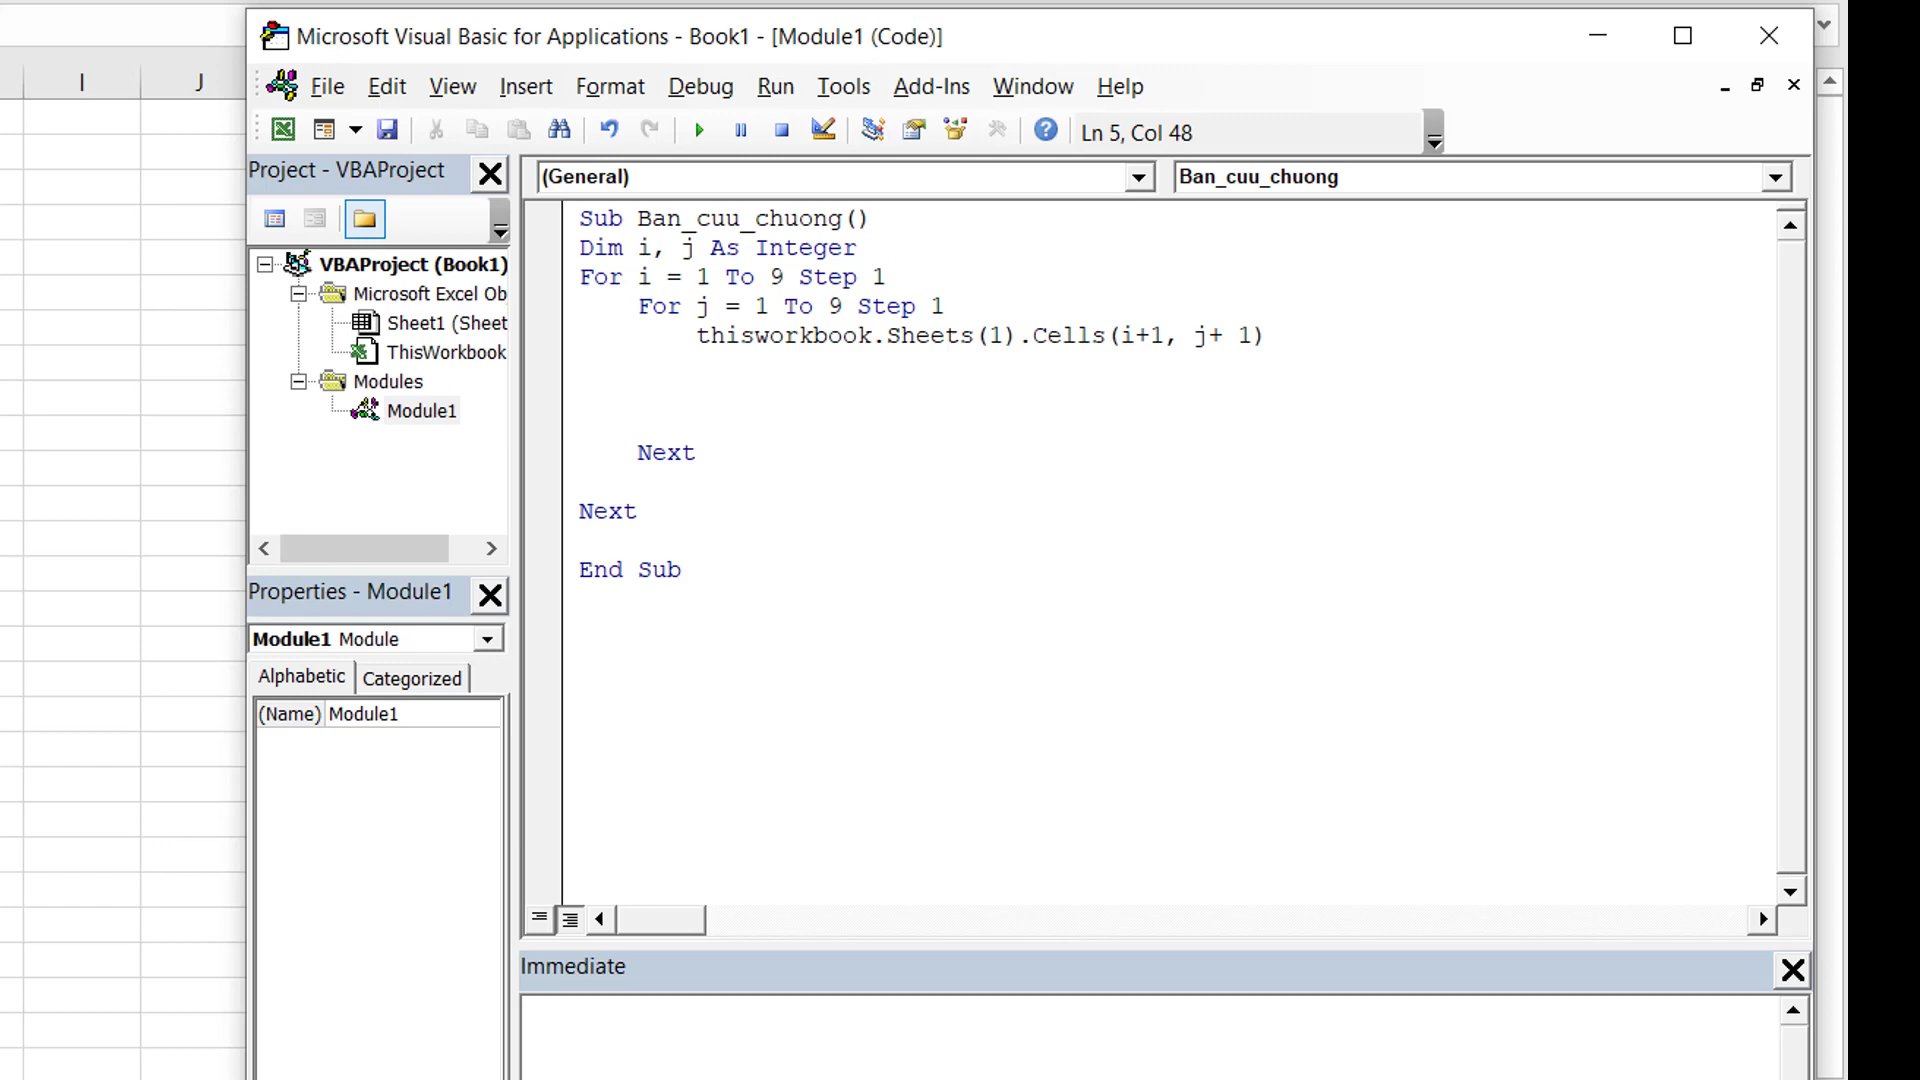 I J
Microsoft Visual Basic for Applications - Book1 - [Module1 (Code)]
File Edit View Insert Format Debug Run Tools Add-Ins Window Help
Ln 5, Col 48
Project - VBAProject
(General)
Ban_cuu_chuong
VBAProject (Book1)
Microsoft Excel Ob
Sheet1 (Sheet
ThisWorkbook
Modules
Module1
Sub Ban_cuu_chuong()
Dim i, j As Integer
For i = 1 To 9 Step 1
For j = 1 To 9 Step 1
thisworkbook.Sheets(1).Cells(i+1, j+ 1)
Next
Next
End Sub
Properties - Module1
Module1 Module
Alphabetic Categorized
(Name) Module1
Immediate